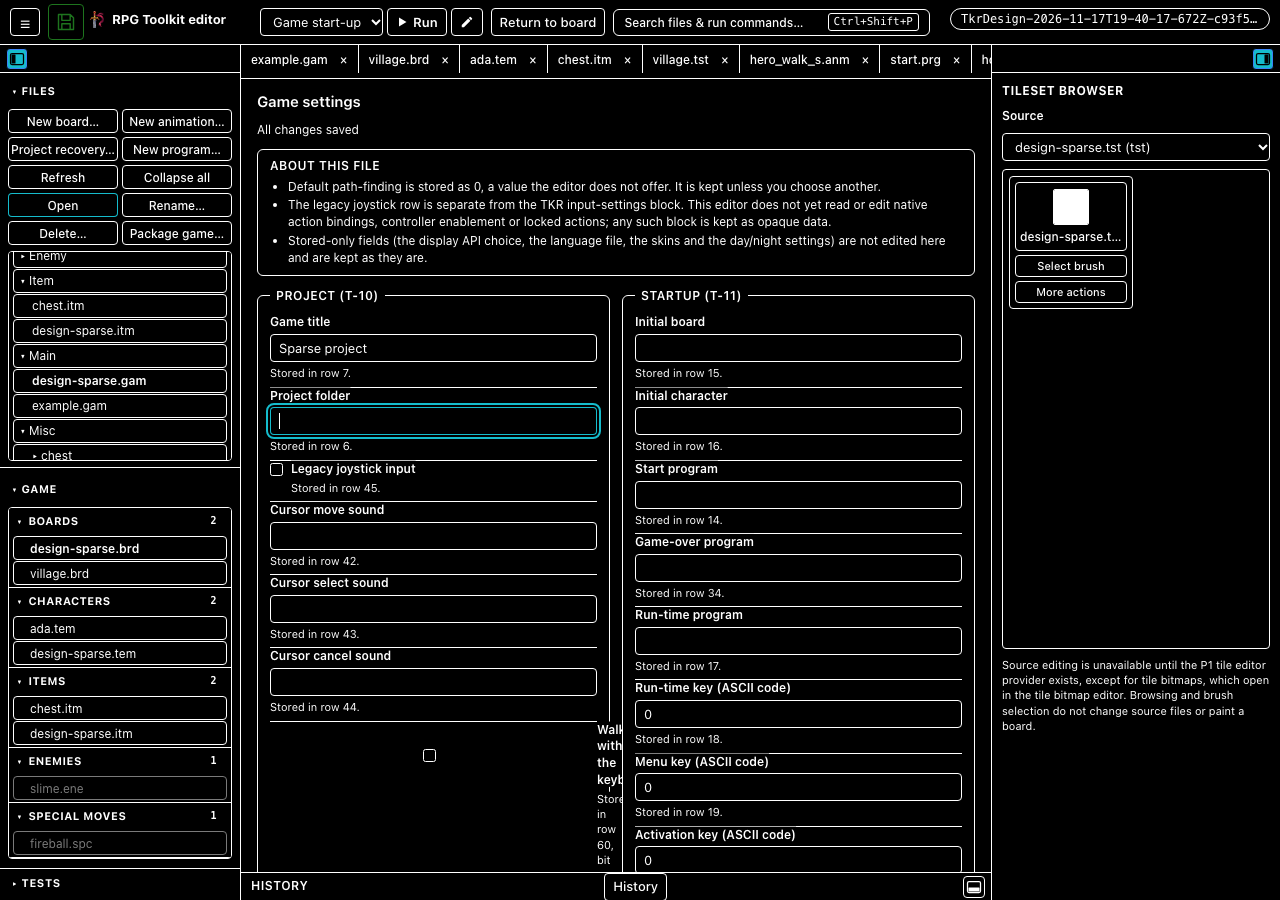 RPG Toolkit editor
Game start-up
Run
Return to board
Search files & run commands...
Ctrl+Shift+P
TkrDesign-2026-11-17T19-40-17-672Z-c93f5…
example.gam ×
village.brd ×
ada.tem ×
chest.itm ×
village.tst ×
hero_walk_s.anm ×
start.prg ×
FILES
New board...
New animation...
Project recovery...
New program...
Refresh
Collapse all
Open
Rename...
Delete...
Package game...
Enemy
Item
chest.itm
design-sparse.itm
Main
design-sparse.gam
example.gam
Misc
chest
GAME
BOARDS 2
design-sparse.brd
village.brd
CHARACTERS 2
ada.tem
design-sparse.tem
ITEMS 2
chest.itm
design-sparse.itm
ENEMIES 1
slime.ene
SPECIAL MOVES 1
fireball.spc
TESTS
Game settings
All changes saved
ABOUT THIS FILE
• Default path-finding is stored as 0, a value the editor does not offer. It is kept unless you choose another.
• The legacy joystick row is separate from the TKR input-settings block. This editor does not yet read or edit native
action bindings, controller enablement or locked actions; any such block is kept as opaque data.
• Stored-only fields (the display API choice, the language file, the skins and the day/night settings) are not edited here
and are kept as they are.
PROJECT (T-10)
Game title
Sparse project
Stored in row 7.
Project folder
Stored in row 6.
Legacy joystick input
Stored in row 45.
Cursor move sound
Stored in row 42.
Cursor select sound
Stored in row 43.
Cursor cancel sound
Stored in row 44.
Walk
with
the
keyb
Store
in
row
60,
bit
STARTUP (T-11)
Initial board
Stored in row 15.
Initial character
Stored in row 16.
Start program
Stored in row 14.
Game-over program
Stored in row 34.
Run-time program
Stored in row 17.
Run-time key (ASCII code)
0
Stored in row 18.
Menu key (ASCII code)
0
Stored in row 19.
Activation key (ASCII code)
0
HISTORY
History
TILESET BROWSER
Source
design-sparse.tst (tst)
design-sparse.t...
Select brush
More actions
Source editing is unavailable until the P1 tile editor
provider exists, except for tile bitmaps, which open
in the tile bitmap editor. Browsing and brush
selection do not change source files or paint a
board.